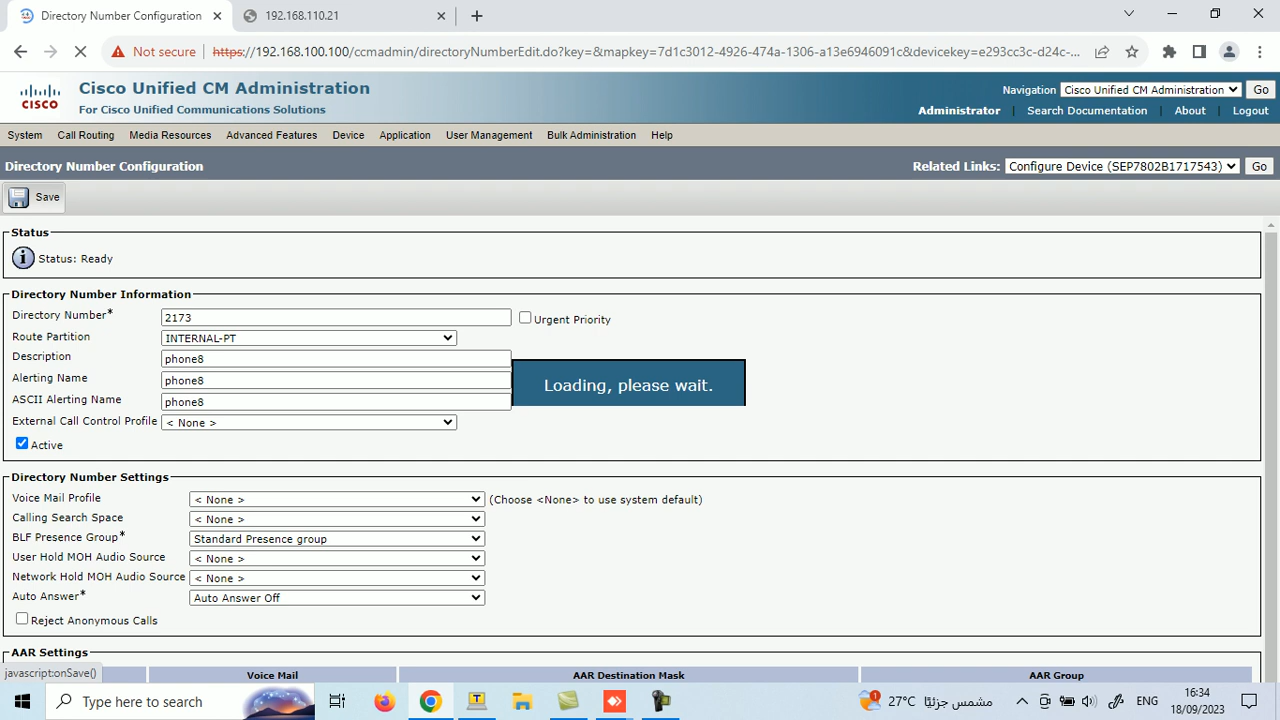 Directory Number Configuration
192.168.110.21
Not secure
https://192.168.100.100/ccmadmin/directoryNumberEdit.do?key=&mapkey=7d1c3012-4926-474a-1306-a13e6946091c&devicekey=e293cc3c-d24c-...
CISCO
Cisco Unified CM Administration
For Cisco Unified Communications Solutions
Navigation Cisco Unified CM Administration Go
Administrator | Search Documentation | About | Logout
System Call Routing Media Resources Advanced Features Device Application User Management Bulk Administration Help
Directory Number Configuration
Related Links: Configure Device (SEP7802B1717543) Go
Save
Status
Status: Ready
Directory Number Information
Directory Number* 2173 Urgent Priority
Route Partition INTERNAL-PT
Description phone8
Alerting Name phone8
Loading, please wait.
ASCII Alerting Name phone8
External Call Control Profile < None >
Active
Directory Number Settings
Voice Mail Profile < None > (Choose <None> to use system default)
Calling Search Space < None >
BLF Presence Group* Standard Presence group
User Hold MOH Audio Source < None >
Network Hold MOH Audio Source < None >
Auto Answer* Auto Answer Off
Reject Anonymous Calls
AAR Settings
Voice Mail AAR Destination Mask AAR Group
javascript:onSave()
Type here to search
1
27°C مشمس جزئيًا
ENG
16:34
18/09/2023